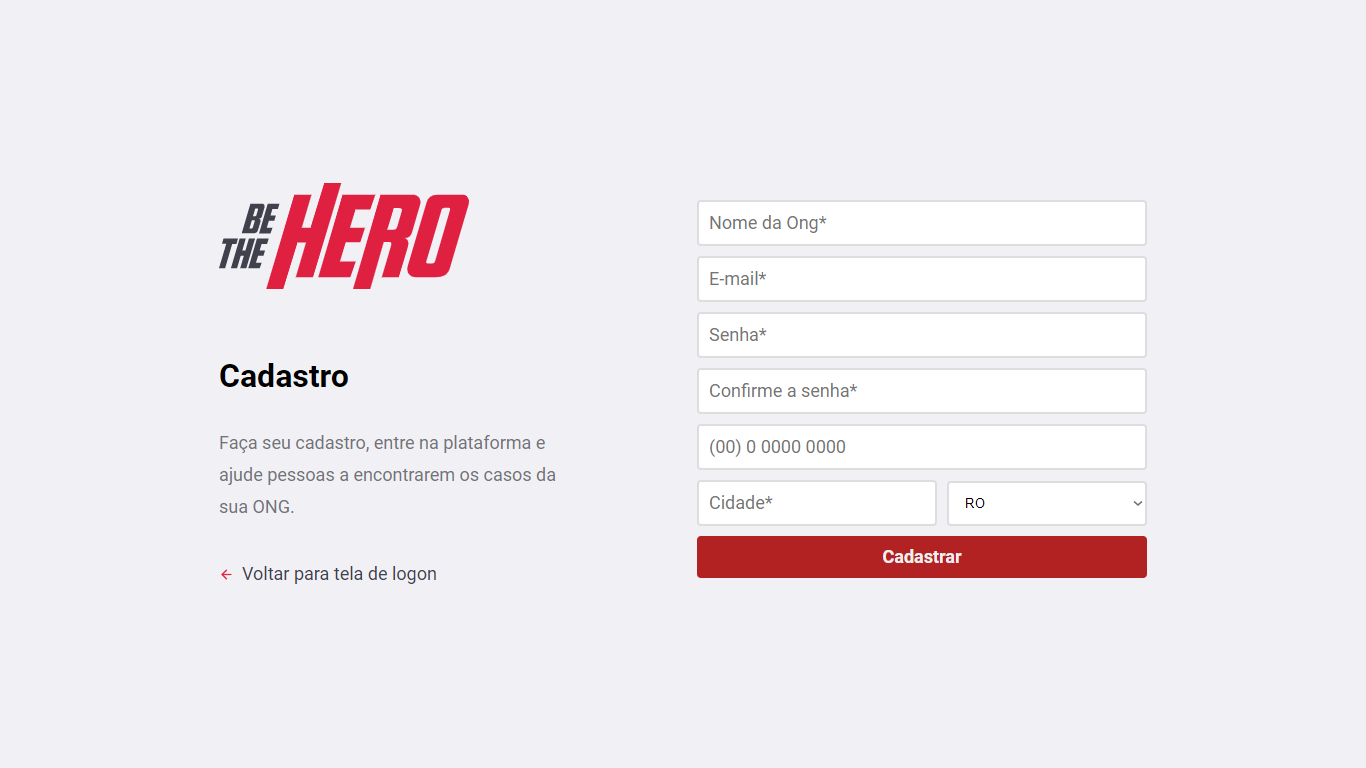 BE
THE
HERO
Cadastro
Faça seu cadastro, entre na plataforma e
ajude pessoas a encontrarem os casos da
sua ONG.
Voltar para tela de logon
Nome da Ong*
E-mail*
Senha*
Confirme a senha*
(00) 0 0000 0000
Cidade*
RO
Cadastrar